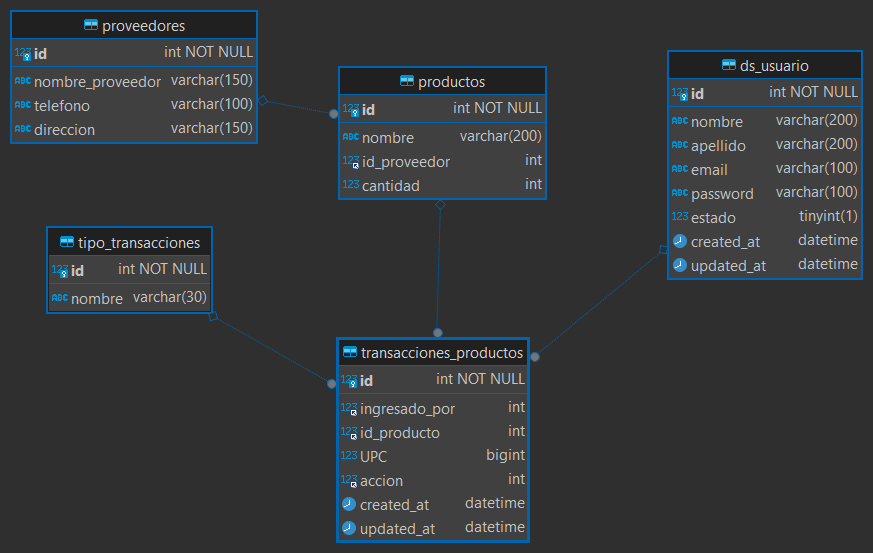 proveedores
123 id int NOT NULL
ABC nombre_proveedor varchar(150)
ABC telefono varchar(100)
ABC direccion varchar(150)
productos
123 id int NOT NULL
ABC nombre varchar(200)
123 id_proveedor int
123 cantidad int
ds_usuario
123 id int NOT NULL
ABC nombre varchar(200)
ABC apellido varchar(200)
ABC email varchar(100)
ABC password varchar(100)
123 estado tinyint(1)
created_at datetime
updated_at datetime
tipo_transacciones
123 id int NOT NULL
ABC nombre varchar(30)
transacciones_productos
123 id int NOT NULL
123 ingresado_por int
123 id_producto int
123 UPC bigint
123 accion int
created_at datetime
updated_at datetime